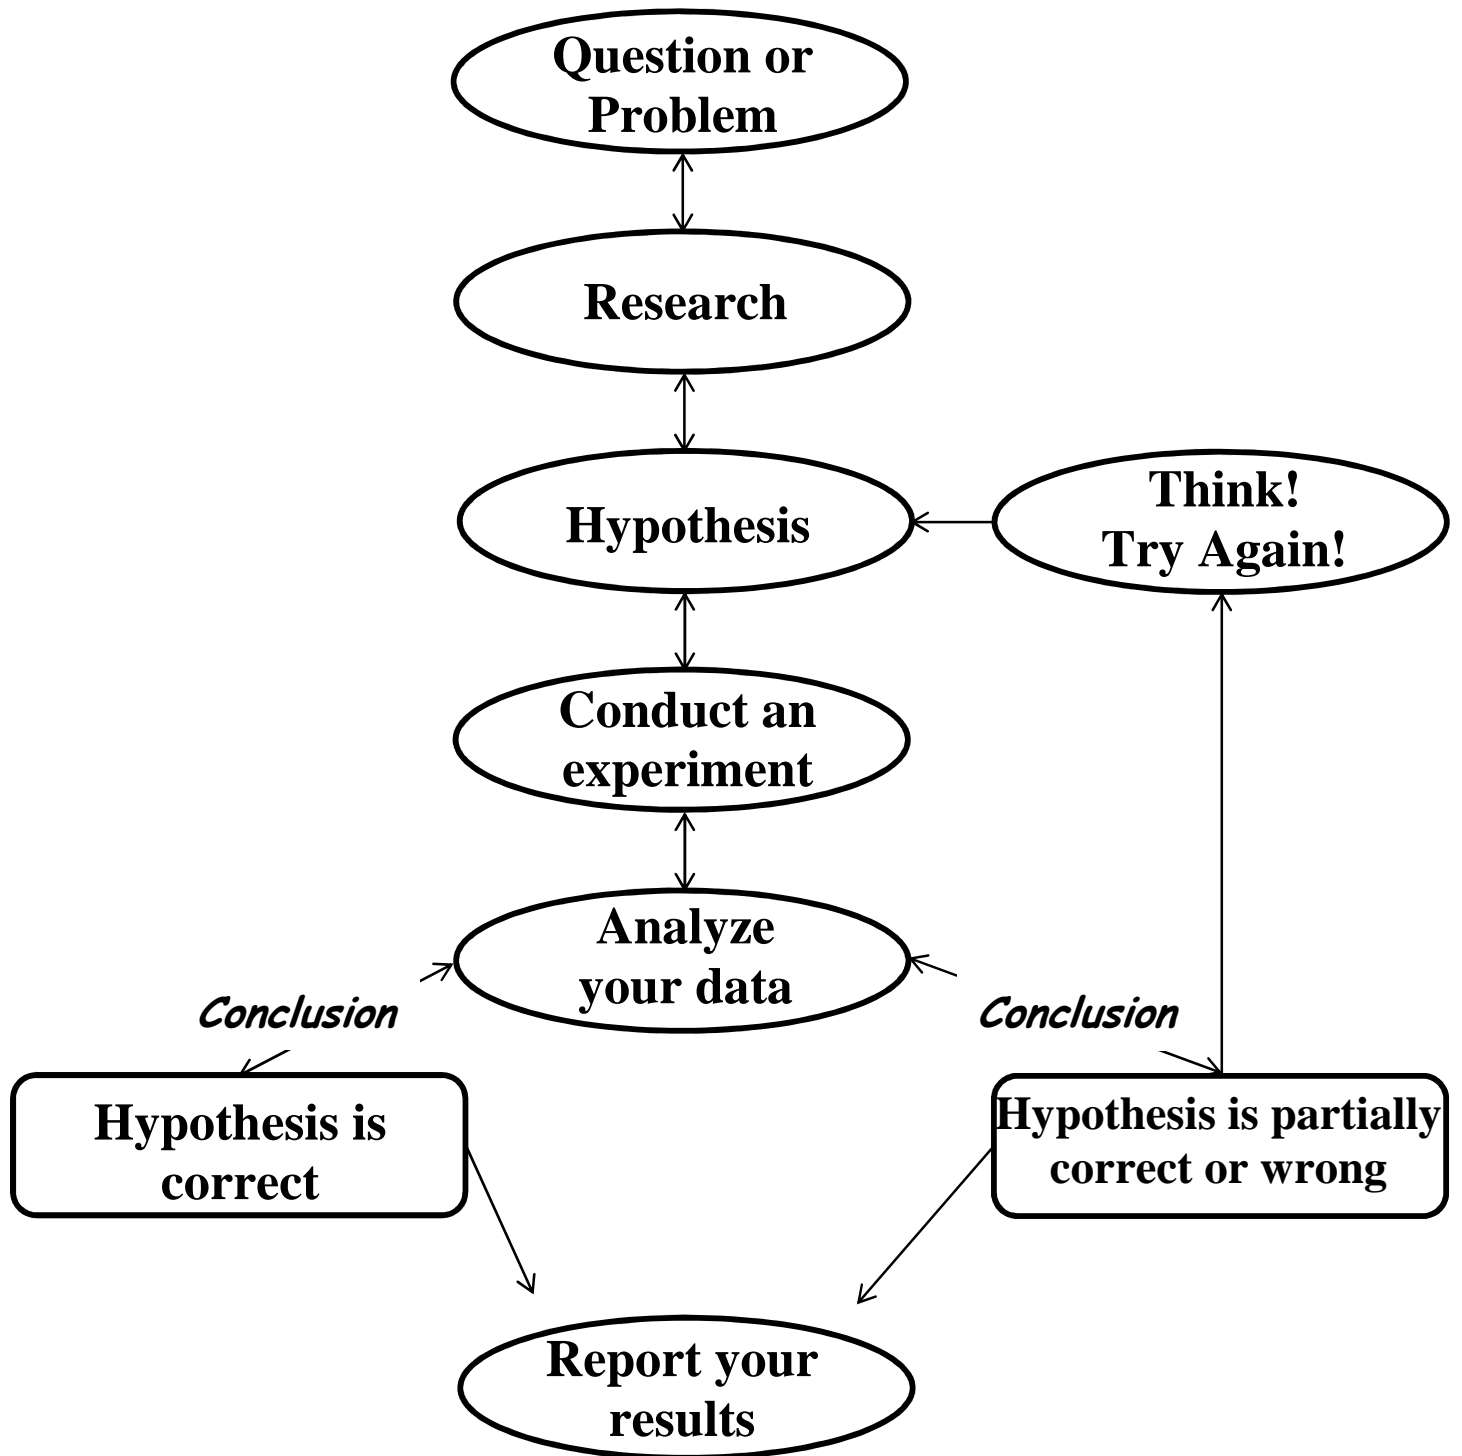 Question or
Problem
Research
Hypothesis
Think!
Try Again!
Conduct an
experiment
Analyze
your data
Conclusion
Conclusion
Hypothesis is
correct
Hypothesis is partially
correct or wrong
Report your
results